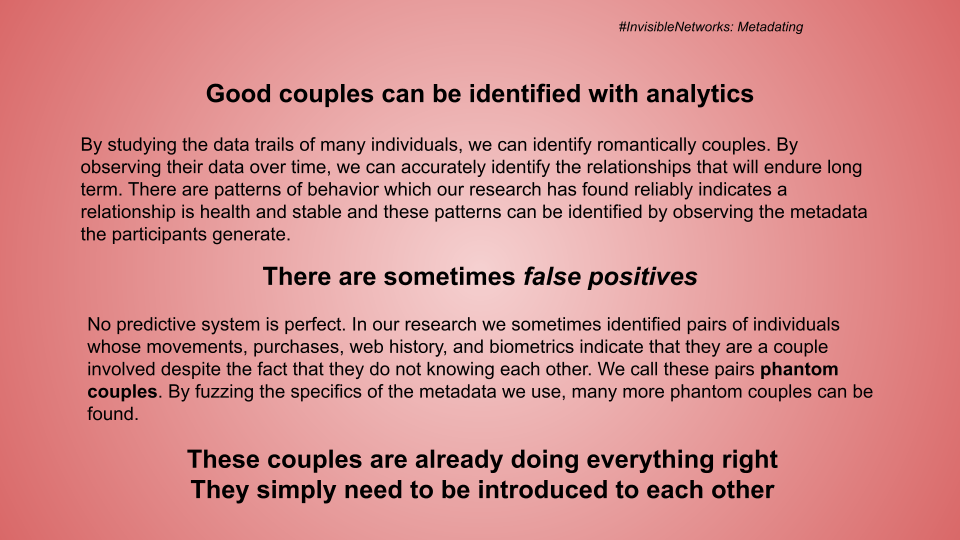 #InvisibleNetworks: Metadating
Good couples can be identified with analytics
By studying the data trails of many individuals, we can identify romantically couples. By
observing their data over time, we can accurately identify the relationships that will endure long
term. There are patterns of behavior which our research has found reliably indicates a
relationship is health and stable and these patterns can be identified by observing the metadata
the participants generate.
There are sometimes false positives
No predictive system is perfect. In our research we sometimes identified pairs of individuals
whose movements, purchases, web history, and biometrics indicate that they are a couple
involved despite the fact that they do not knowing each other. We call these pairs phantom
couples. By fuzzing the specifics of the metadata we use, many more phantom couples can be
found.
These couples are already doing everything right
They simply need to be introduced to each other